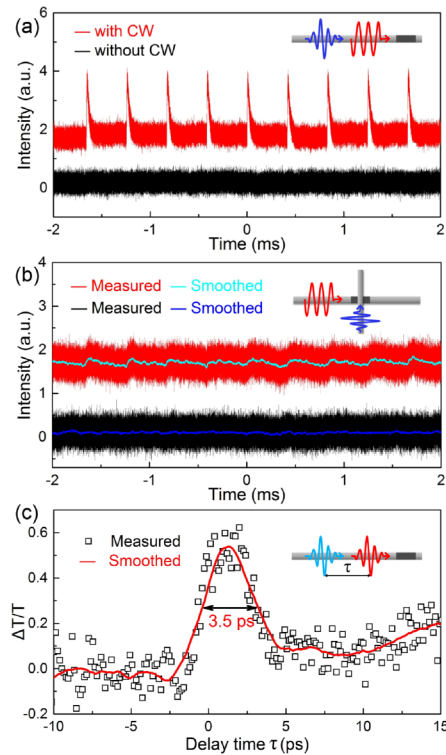 (a)
with CW
without CW
Intensity (a.u.)
6
4
2
0
-2
-1
0
1
2
Time (ms)
(b)
Measured Smoothed
Measured Smoothed
Intensity (a.u.)
4
3
2
1
0
-2
-1
0
1
2
Time (ms)
(c)
Measured
Smoothed
τ
3.5 ps
ΔT/T
0.6
0.4
0.2
0.0
-0.2
-10
-5
0
5
10
15
Delay time τ (ps)